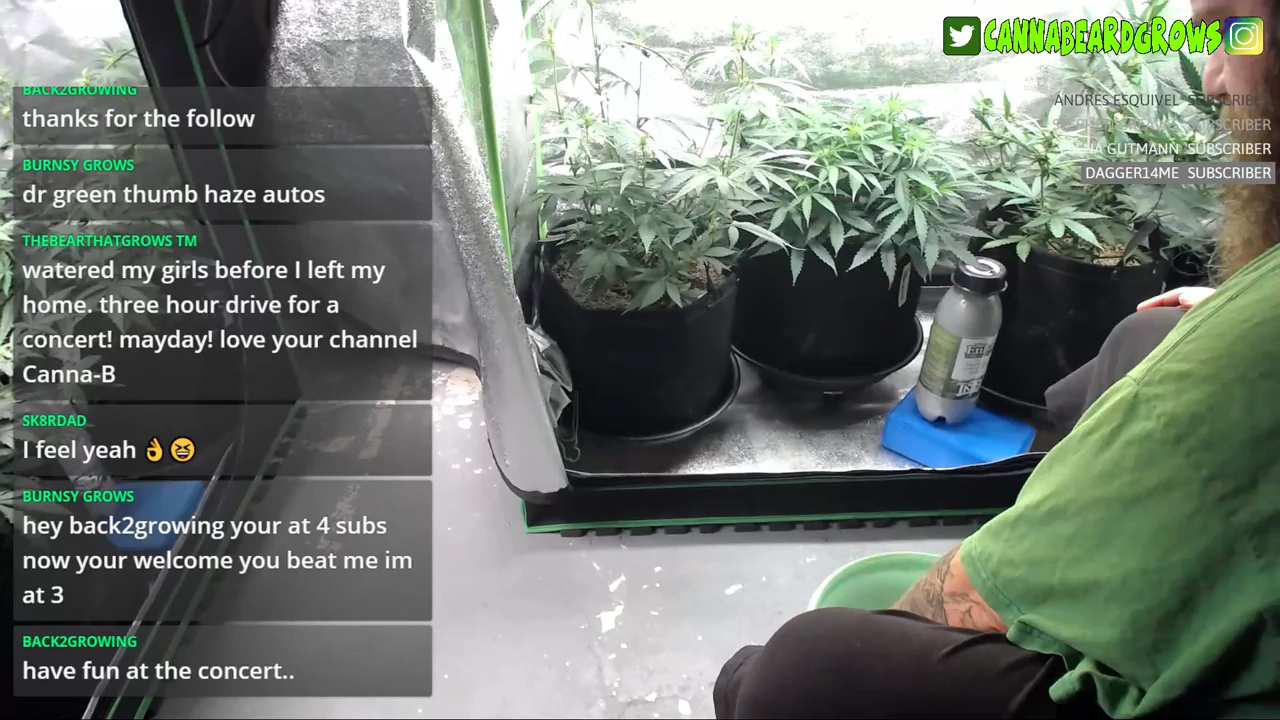 BACK2GROWING
thanks for the follow
BURNSY GROWS
dr green thumb haze autos
THEBEARTHATGROWS TM
watered my girls before I left my
home. three hour drive for a
concert! mayday! love your channel
Canna-B
SK8RDAD
I feel yeah 👌😆
BURNSY GROWS
hey back2growing your at 4 subs
now your welcome you beat me im
at 3
BACK2GROWING
have fun at the concert..
CANNABEARDGROWS
ANDRES ESQUIVEL SUBSCRIBER
SUBSCRIBER
GUTMANN SUBSCRIBER
DAGGER14ME SUBSCRIBER